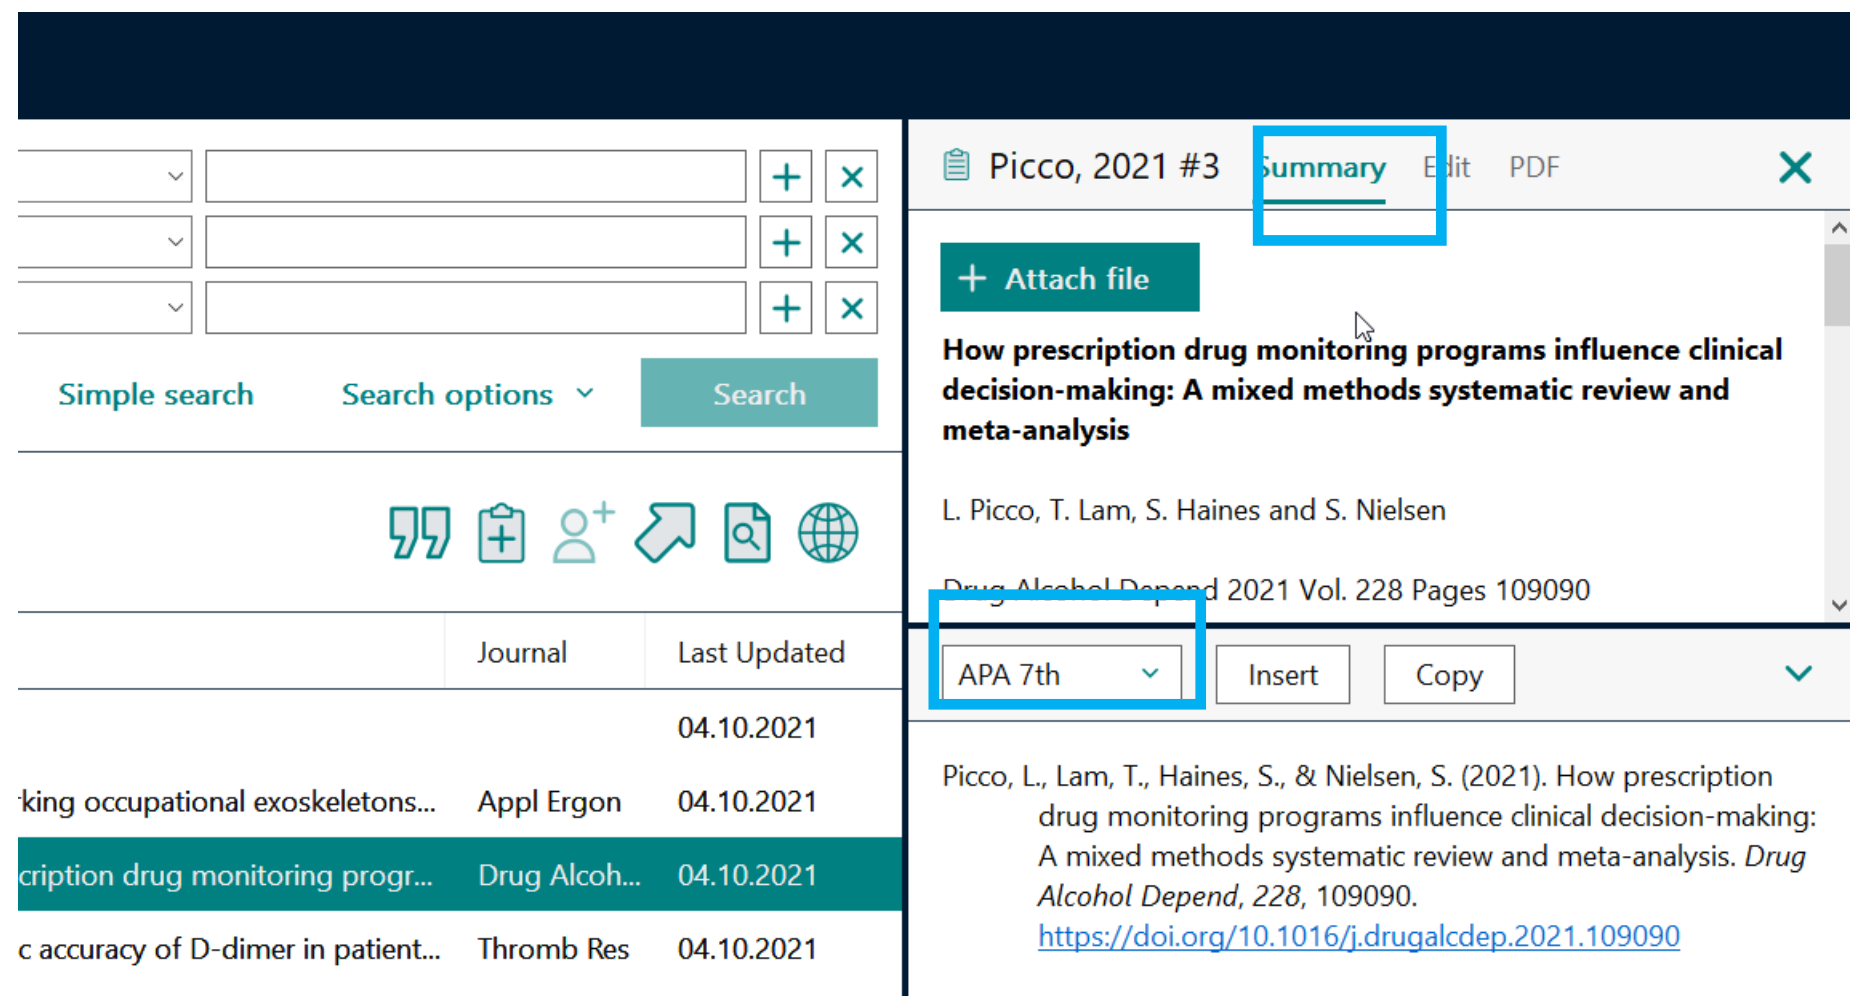 Simple search
Search options
Search
Journal
Last Updated
04.10.2021
king occupational exoskeletons...
Appl Ergon
04.10.2021
cription drug monitoring progr...
Drug Alcoh...
04.10.2021
c accuracy of D-dimer in patient...
Thromb Res
04.10.2021
Picco, 2021 #3
Summary
Edit
PDF
+ Attach file
How prescription drug monitoring programs influence clinical
decision-making: A mixed methods systematic review and
meta-analysis
L. Picco, T. Lam, S. Haines and S. Nielsen
Drug Alcohol Depend 2021 Vol. 228 Pages 109090
APA 7th
Insert
Copy
Picco, L., Lam, T., Haines, S., & Nielsen, S. (2021). How prescription
drug monitoring programs influence clinical decision-making:
A mixed methods systematic review and meta-analysis. Drug
Alcohol Depend, 228, 109090.
https://doi.org/10.1016/j.drugalcdep.2021.109090